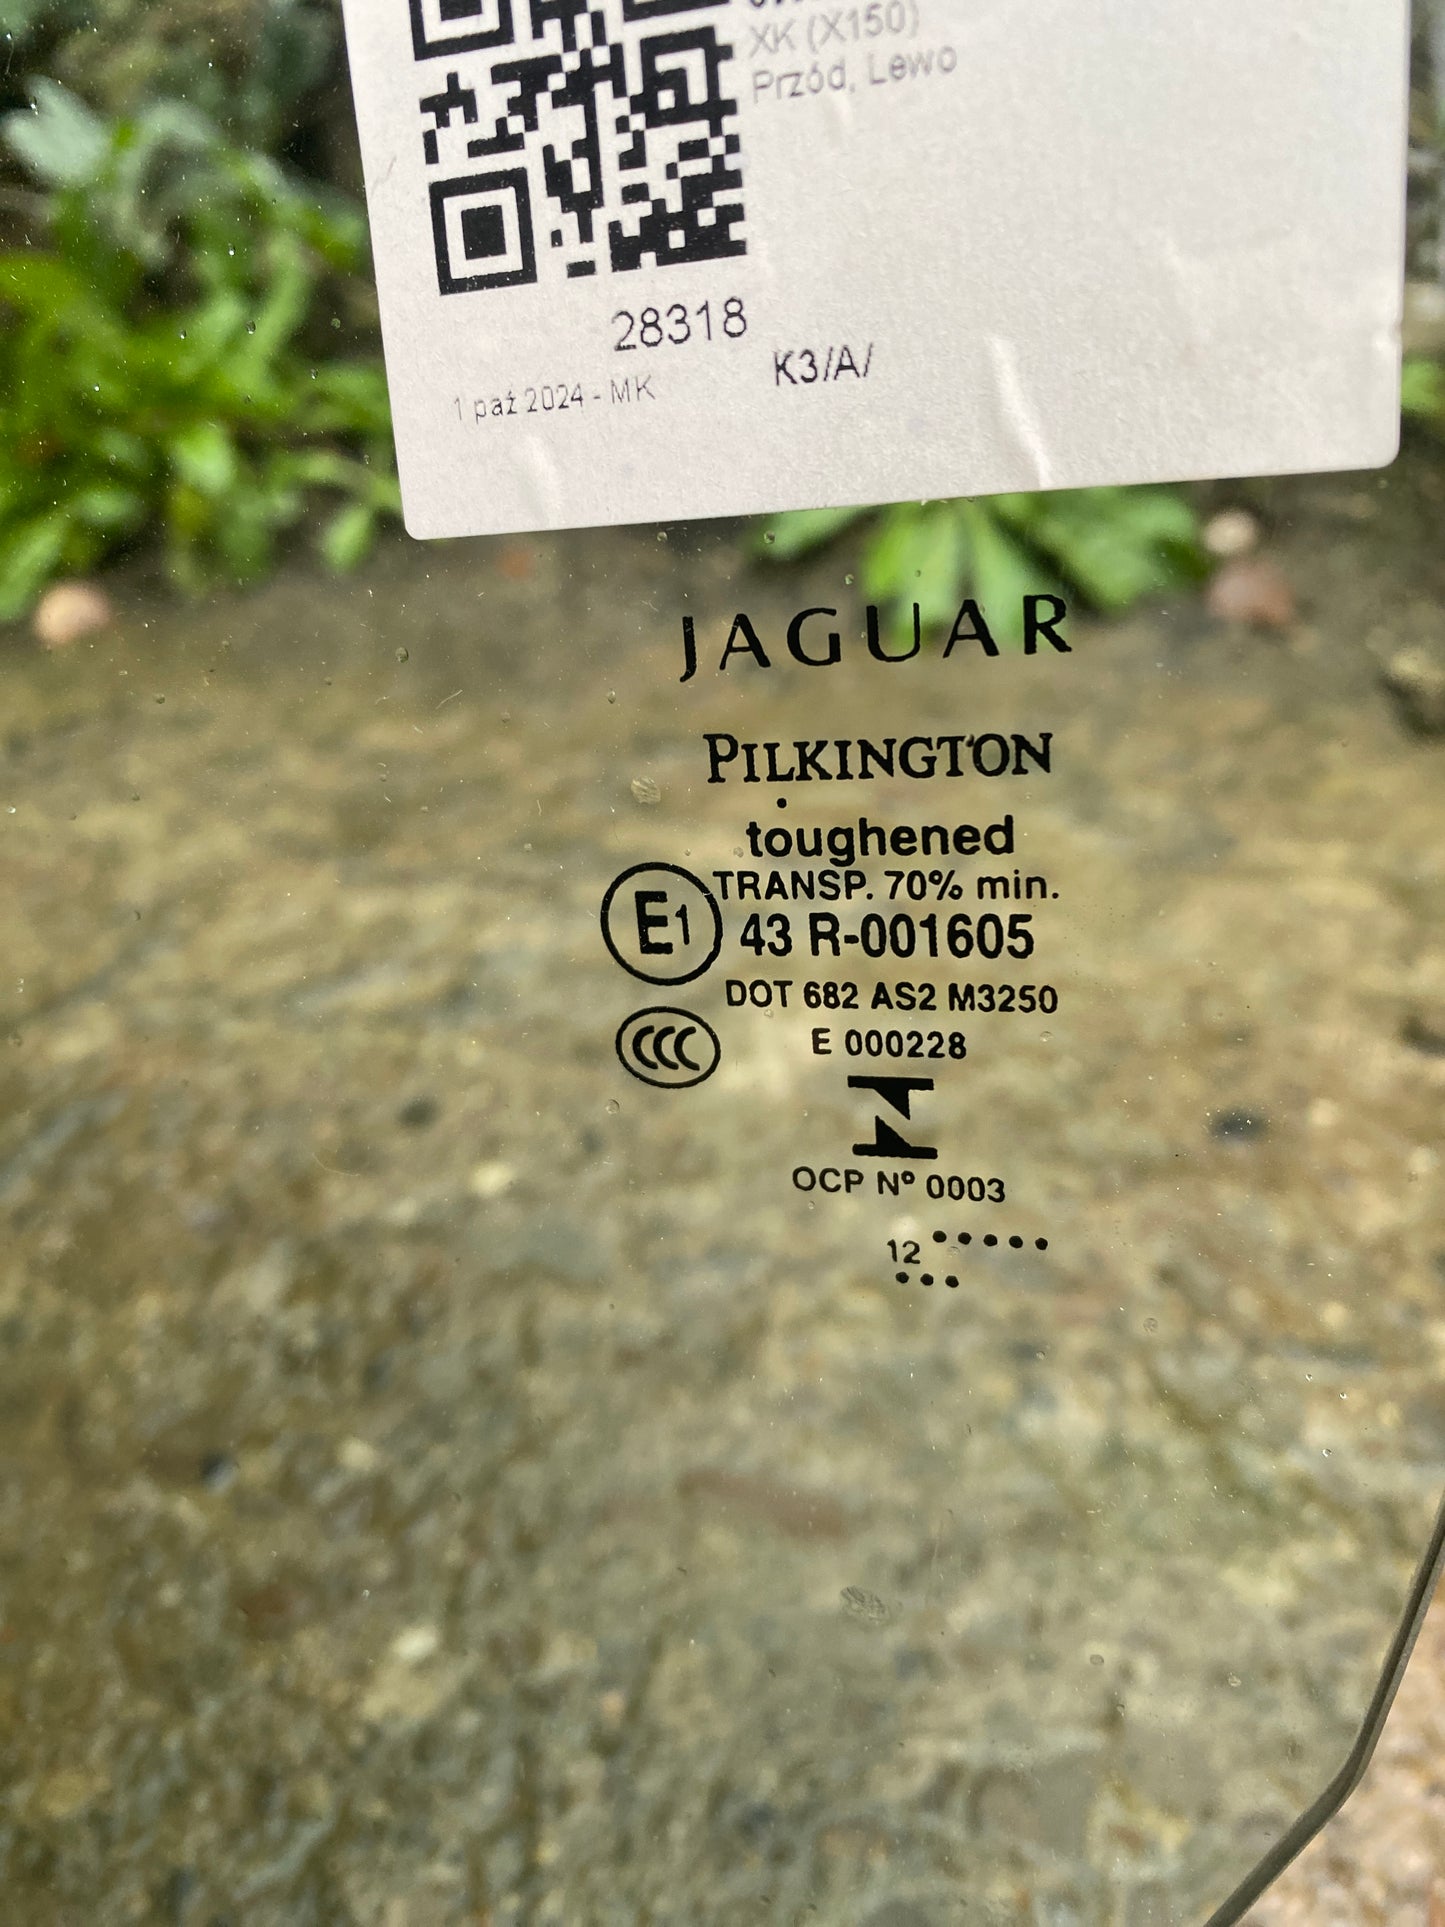 XK (X150)
Przód, Lewo
28318
K3/A/
1 paź 2024 - MK
JAGUAR
PILKINGTON
toughened
TRANSP. 70% min.
E1 43 R-001605
DOT 682 AS2 M3250
CCC E 000228
OCP Nº 0003
12